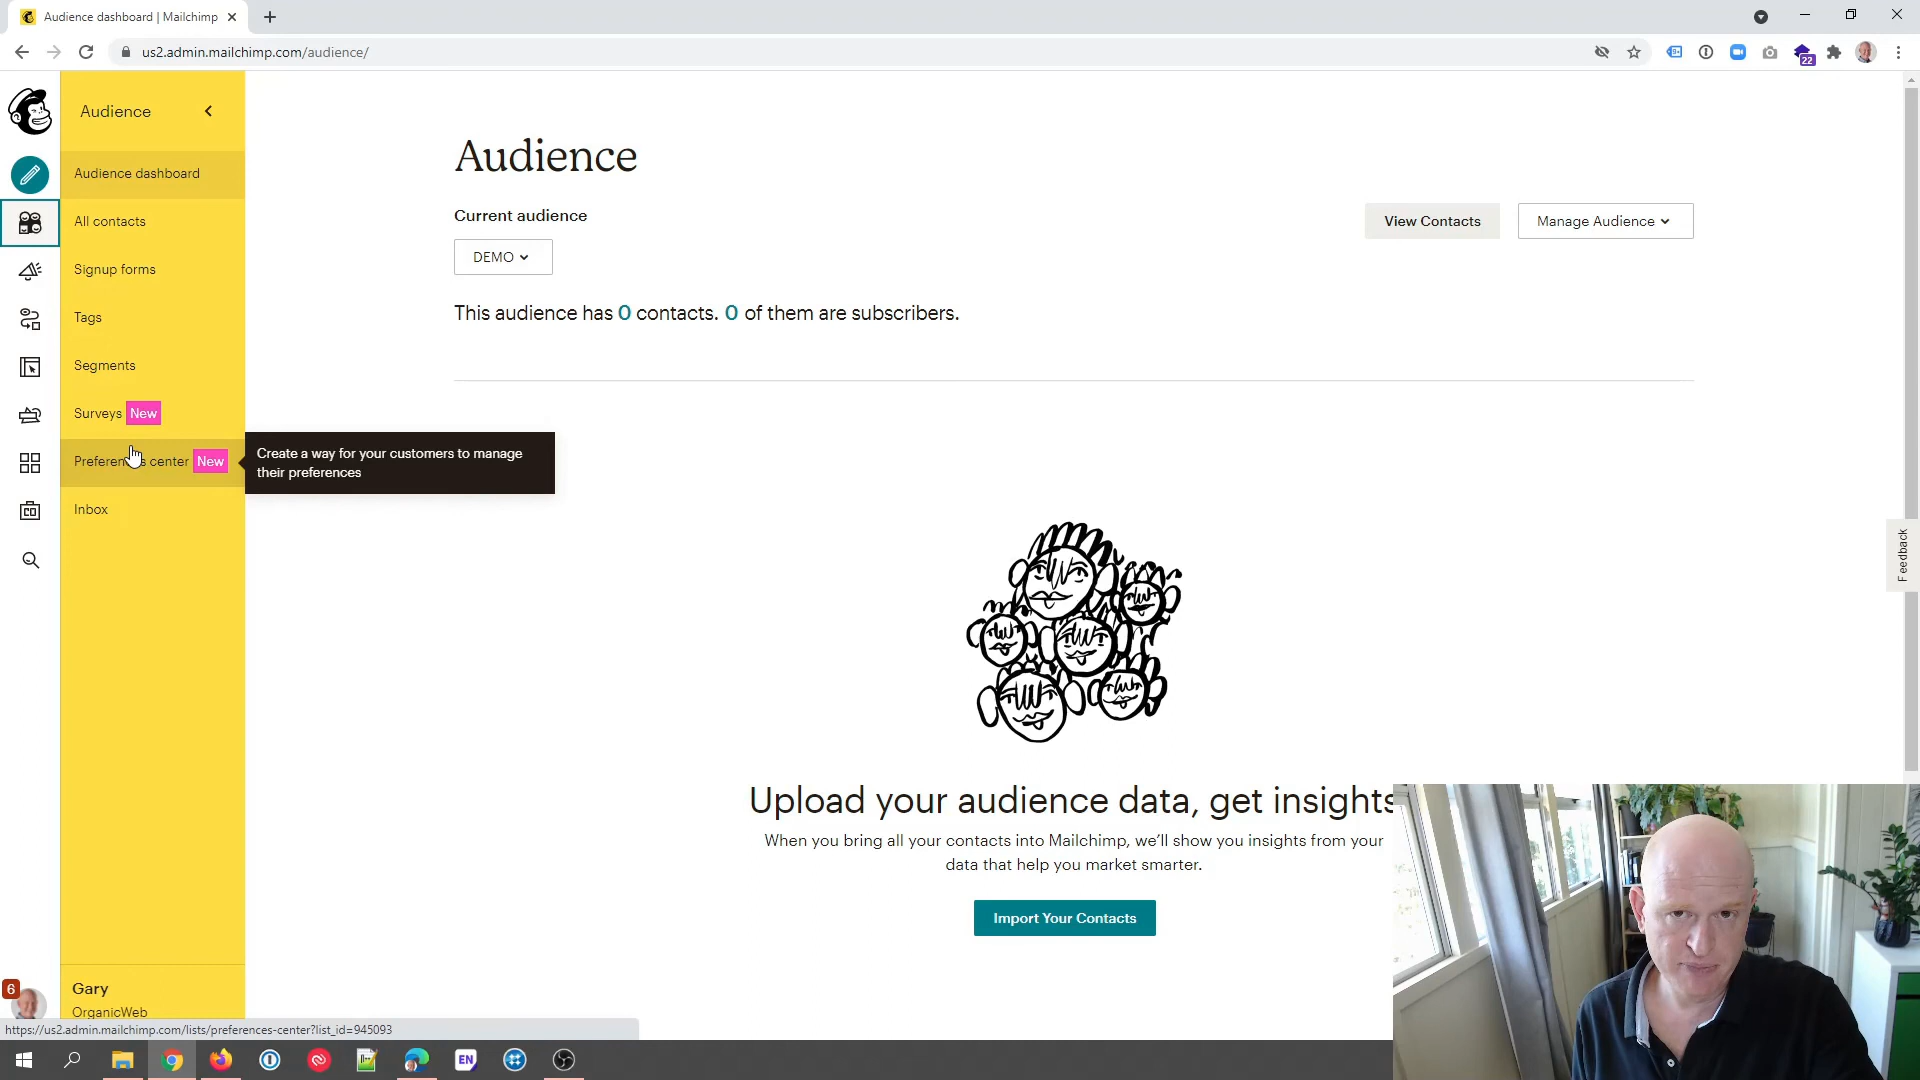 Audience dashboard | Mailchimp
us2.admin.mailchimp.com/audience/
22
Audience
Audience dashboard
All contacts
Signup forms
Tags
Segments
Surveys New
Preferences center New
Inbox
Create a way for your customers to manage
their preferences
Audience
Current audience
DEMO
View Contacts
Manage Audience
This audience has 0 contacts. 0 of them are subscribers.
Upload your audience data, get insights
When you bring all your contacts into Mailchimp, we'll show you insights from your
data that help you market smarter.
Import Your Contacts
Feedback
6
Gary
OrganicWeb
https://us2.admin.mailchimp.com/lists/preferences-center?list_id=945093
EN